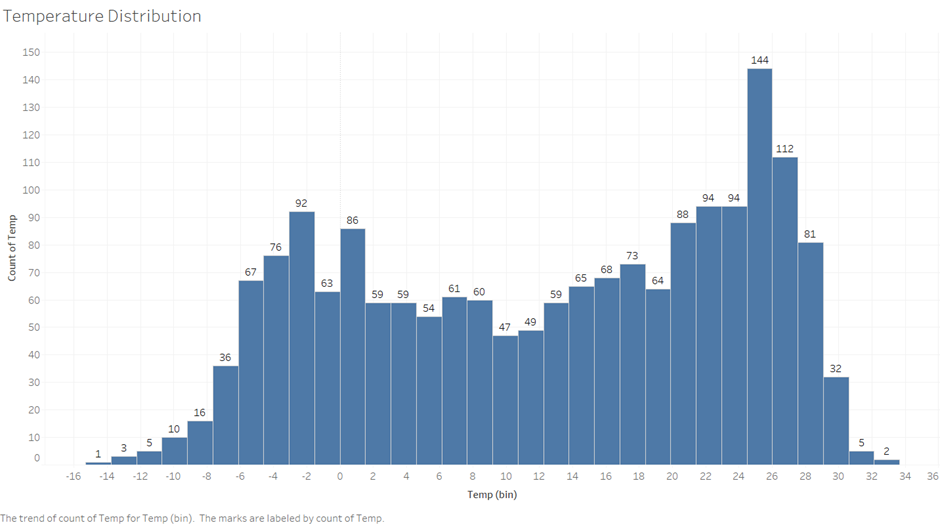 Temperature Distribution
150
140
130
120
110
100
90
80
70
60
50
40
30
20
10
0
Count of Temp
1 3 5 10 16 36 67 76 92 63 86 59 59 54 61 60 47 49 59 65 68 73 64 88 94 94 144 112 81 32 5 2
-16 -14 -12 -10 -8 -6 -4 -2 0 2 4 6 8 10 12 14 16 18 20 22 24 26 28 30 32 34 36
Temp (bin)
The trend of count of Temp for Temp (bin). The marks are labeled by count of Temp.